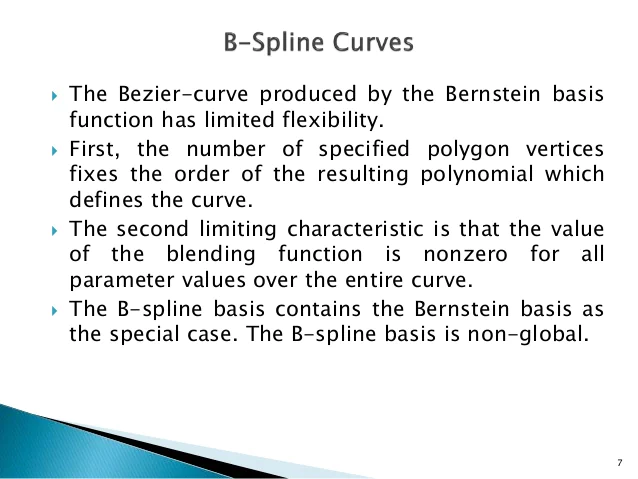 B-Spline Curves
The Bezier-curve produced by the Bernstein basis
function has limited flexibility.
First, the number of specified polygon vertices
fixes the order of the resulting polynomial which
defines the curve.
The second limiting characteristic is that the value
of the blending function is nonzero for all
parameter values over the entire curve.
The B-spline basis contains the Bernstein basis as
the special case. The B-spline basis is non-global.
7